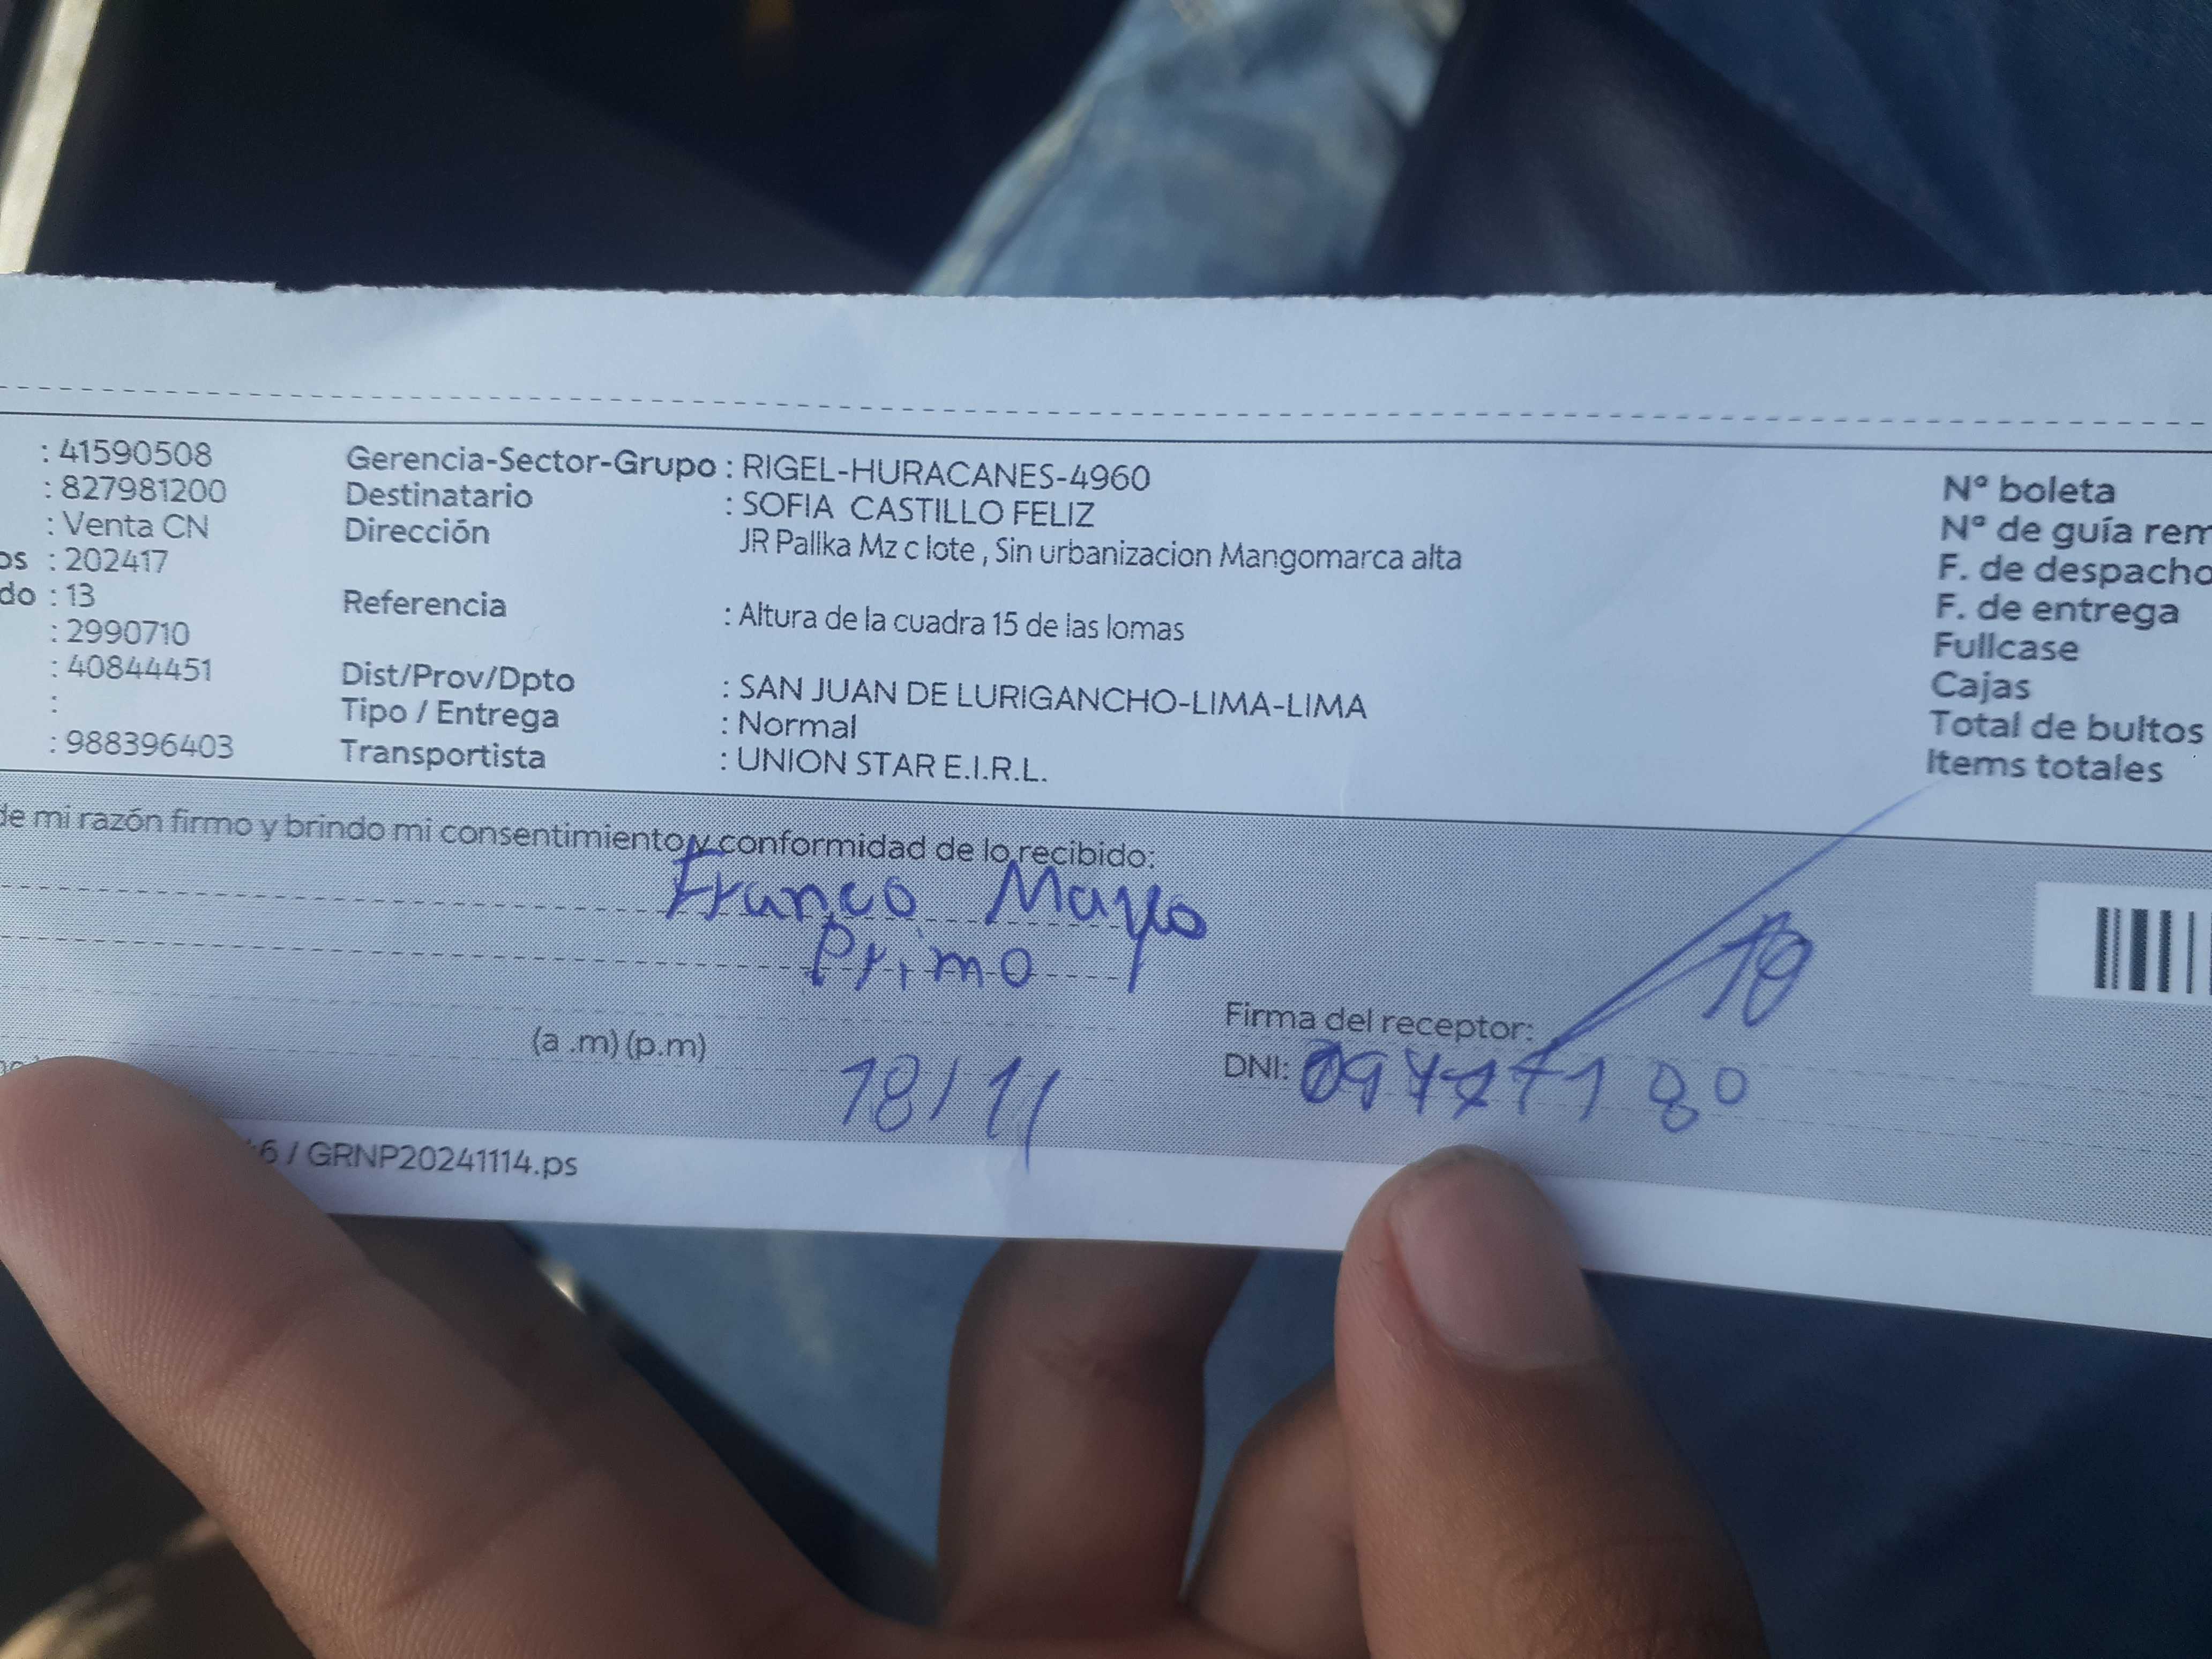 : 41590508
: 827981200
: Venta CN
os : 202417
do : 13
: 2990710
: 40844451
:
: 988396403
Gerencia-Sector-Grupo : RIGEL-HURACANES-4960
Destinatario : SOFIA CASTILLO FELIZ
Dirección JR Pallka Mz c lote , Sin urbanizacion Mangomarca alta
Referencia : Altura de la cuadra 15 de las lomas
Dist/Prov/Dpto : SAN JUAN DE LURIGANCHO-LIMA-LIMA
Tipo / Entrega : Normal
Transportista : UNION STAR E.I.R.L.
Nº boleta
Nº de guía rem
F. de despacho
F. de entrega
Fullcase
Cajas
Total de bultos
Items totales
de mi razón firmo y brindo mi consentimiento y conformidad de lo recibido:
Franco Mayo
Primo
Firma del receptor:
(a .m) (p.m)
18/11
DNI:
6 / GRNP20241114.ps